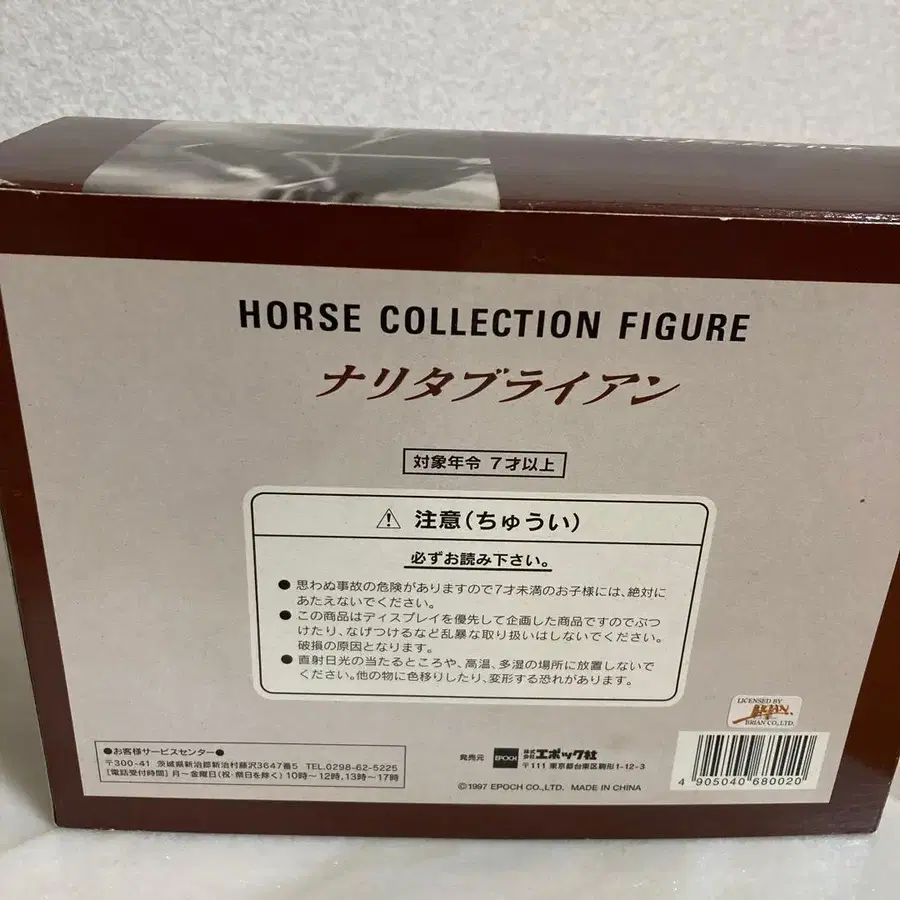 HORSE COLLECTION FIGURE
ナリタブライアン
対象年令 7才以上
⚠ 注意(ちゅうい)
必ずお読み下さい。
● 思わぬ事故の危険がありますので7才未満のお子様には、絶対に
あたえないでください。
● この商品はディスプレイを優先して企画した商品ですのでぶつ
けたり、なげつけるなど乱暴な取り扱いはしないでください。
破損の原因となります。
● 直射日光の当たるところや、高温、多湿の場所に放置しないで
ください。他の物に色移りしたり、変形する恐れがあります。
LICENSED BY
BRIAN
BRIAN CO.,LTD.
●お客様サービスセンター●
〒300-41 茨城県新治郡新治村藤沢3647番5 TEL.0298-62-5225
[電話受付時間] 月〜金曜日(祝・祭日を除く) 10時〜12時,13時〜17時
発売元 EPOCH 株式会社 エポック社
〒111 東京都台東区駒形1-12-3
©1997 EPOCH CO.,LTD. MADE IN CHINA
4 905040 680020